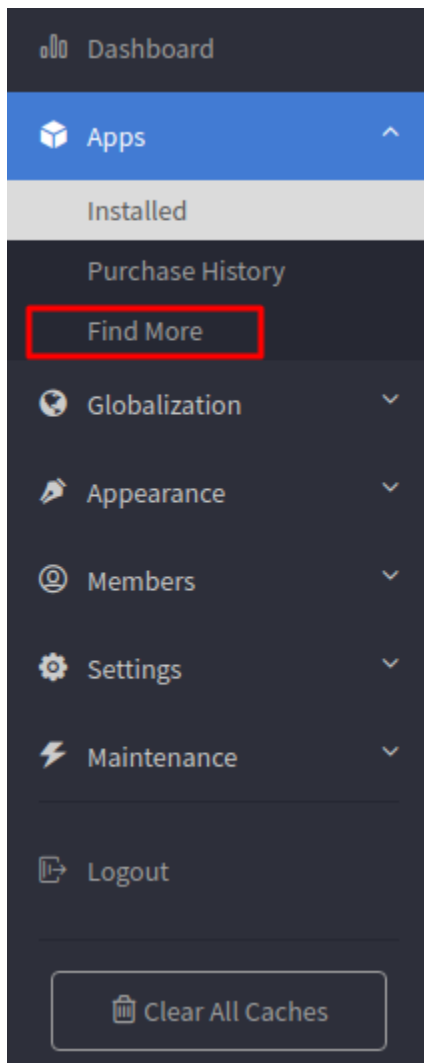 Dashboard
Apps
Installed
Purchase History
Find More
Globalization
Appearance
Members
Settings
Maintenance
Logout
Clear All Caches